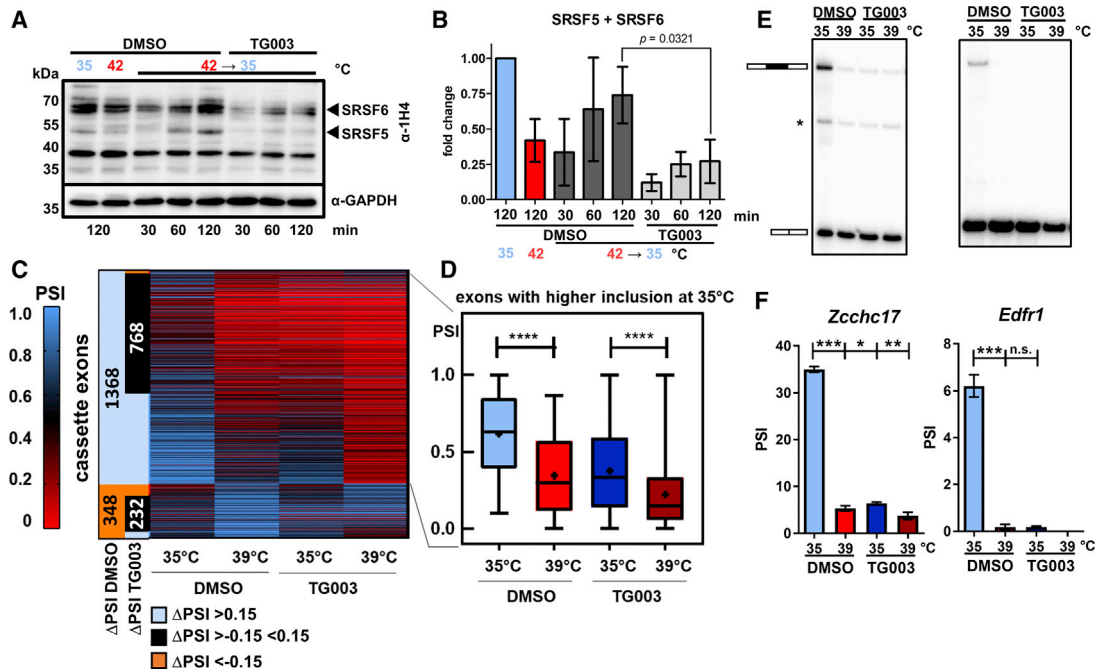 A
DMSO TG003
35 42 42 → 35 °C
kDa
70
55
40
35
35
SRSF6
SRSF5
α-1H4
α-GAPDH
120 30 60 120 30 60 120 min
B
SRSF5 + SRSF6
p = 0.0321
fold change
1.00
0.75
0.50
0.25
0.00
120 120 30 60 120 30 60 120 min
DMSO TG003
35 42 42 → 35 °C
C
PSI
1.0
0.8
0.6
0.4
0.2
0
cassette exons
1368
768
348
232
ΔPSI DMSO
ΔPSI TG003
35°C 39°C 35°C 39°C
DMSO TG003
ΔPSI >0.15
ΔPSI >-0.15 <0.15
ΔPSI <-0.15
D
exons with higher inclusion at 35°C
PSI
**** ****
1.0
0.5
0.0
35°C 39°C 35°C 39°C
DMSO TG003
E
DMSO TG003
35 39 35 39 °C
*
DMSO TG003
35 39 35 39 °C
F
Zcchc17
*** * **
PSI
40
30
20
10
0
35 39 35 39 °C
DMSO TG003
Edfr1
*** n.s.
PSI
8
6
4
2
0
35 39 35 39 °C
DMSO TG003